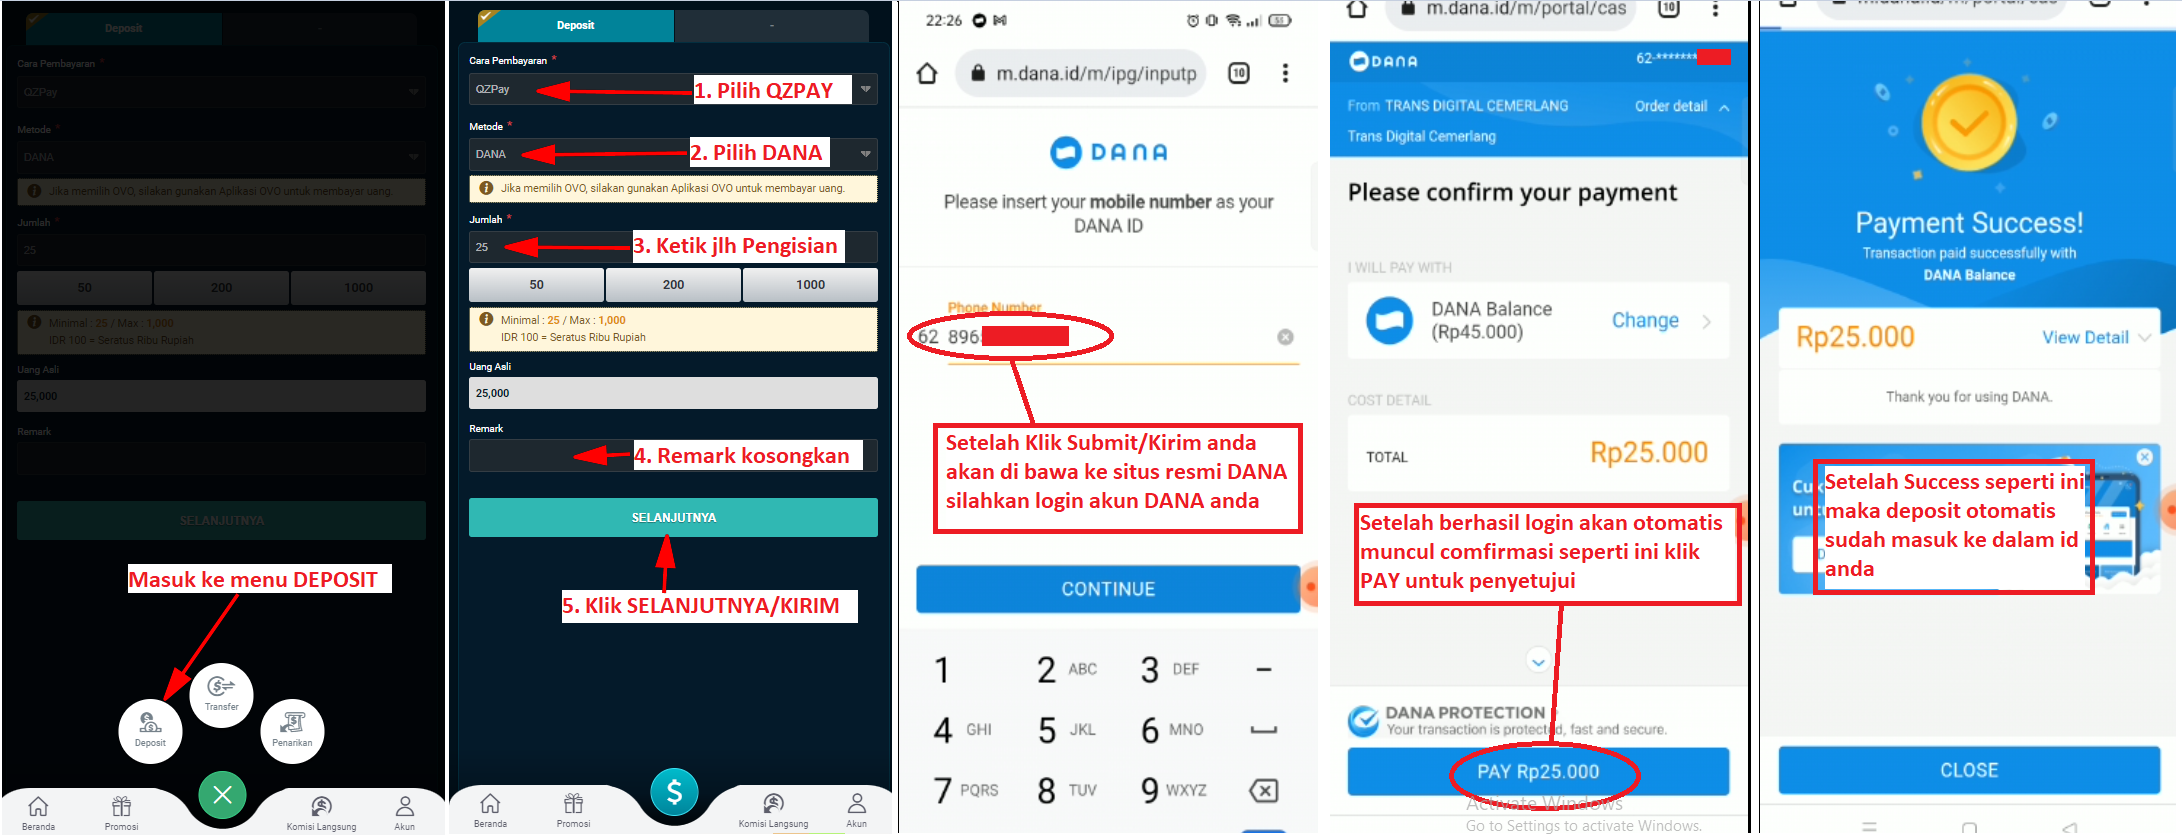 Deposit
-
Cara Pembayaran *
QZPay
Metode *
DANA
Jika memilih OVO, silakan gunakan Aplikasi OVO untuk membayar uang.
Jumlah *
25
50
200
1000
Minimal : 25 / Max : 1,000
IDR 100 = Seratus Ribu Rupiah
Uang Aali
25,000
Remark
SELANJUTNYA
Masuk ke menu DEPOSIT
Transfer
Deposit
Penarikan
Beranda
Promosi
Komisi Langsung
Akun
Deposit
-
Cara Pembayaran *
QZPay
1. Pilih QZPAY
Metode *
DANA
2. Pilih DANA
Jika memilih OVO, silakan gunakan Aplikasi OVO untuk membayar uang.
Jumlah *
25
3. Ketik jlh Pengisian
50
200
1000
Minimal : 25 / Max : 1,000
IDR 100 = Seratus Ribu Rupiah
Uang Aali
25,000
Remark
4. Remark kosongkan
SELANJUTNYA
5. Klik SELANJUTNYA/KIRIM
$
Beranda
Promosi
Komisi Langsung
Akun
22:26
53
m.dana.id/m/ipg/inputp
10
DANA
Please insert your mobile number as your
DANA ID
Phone Number
62 896
Setelah Klik Submit/Kirim anda
akan di bawa ke situs resmi DANA
silahkan login akun DANA anda
CONTINUE
1
2 ABC
3 DEF
4 GHI
5 JKL
6 MNO
7 PQRS
8 TUV
9 WXYZ
m.dana.id/m/portal/cas
10
DANA
62-*******
From TRANS DIGITAL CEMERLANG
Order detail
Trans Digital Cemerlang
Please confirm your payment
I WILL PAY WITH
DANA Balance
(Rp45.000)
Change
COST DETAIL
TOTAL
Rp25.000
Setelah berhasil login akan otomatis
muncul comfirmasi seperti ini klik
PAY untuk penyetujui
DANA PROTECTION
Your transaction is protected, fast and secure.
PAY Rp25.000
Activate Windows
Go to Settings to activate Windows.
Payment Success!
Transaction paid successfully with
DANA Balance
Rp25.000
View Detail
Thank you for using DANA.
Setelah Success seperti ini
maka deposit otomatis
sudah masuk ke dalam id
anda
CLOSE